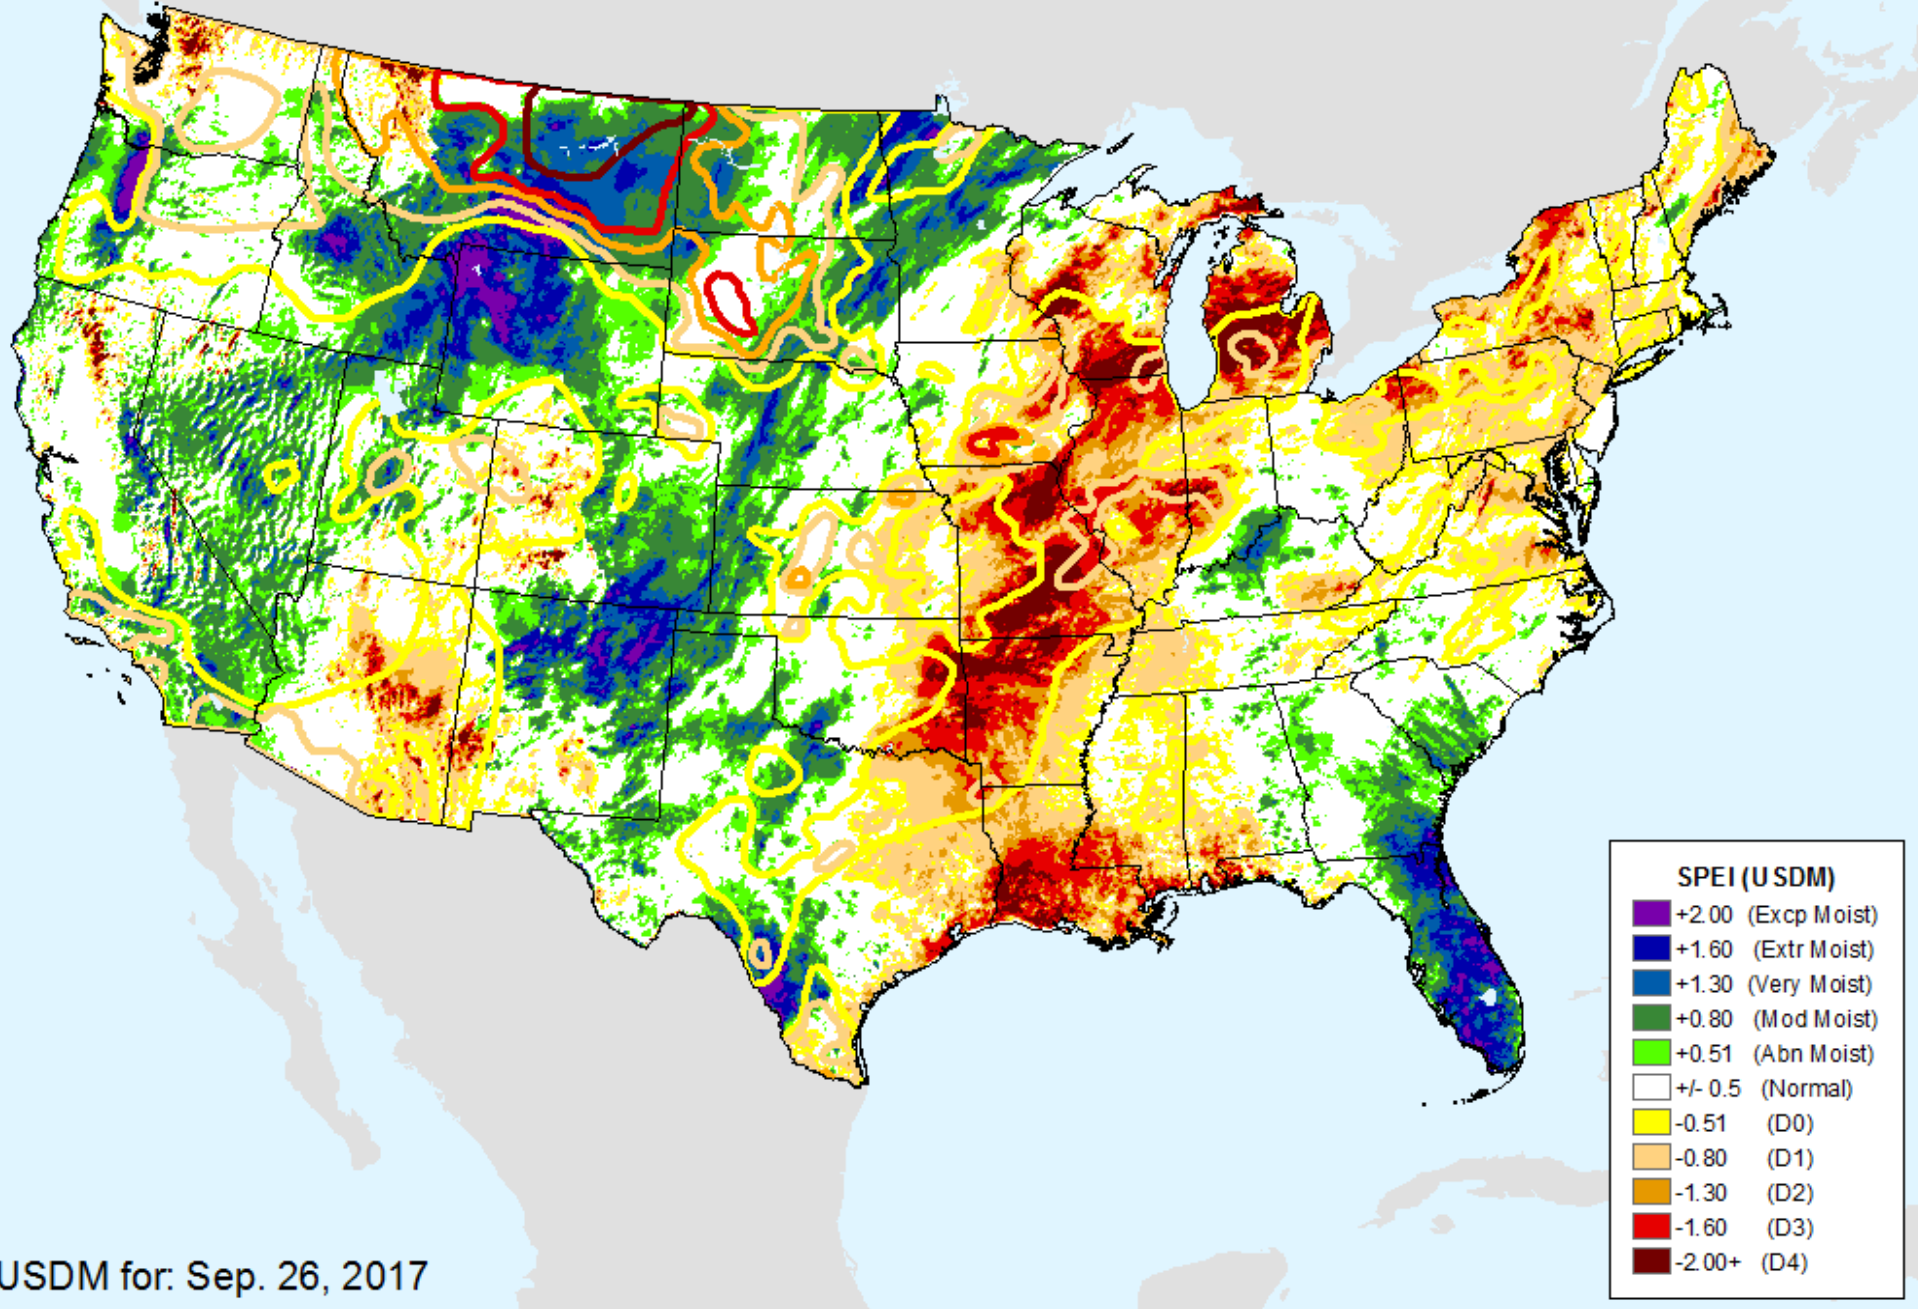 SPEI (USDM)
+2.00 (Excp Moist)
+1.60 (Extr Moist)
+1.30 (Very Moist)
+0.80 (Mod Moist)
+0.51 (Abn Moist)
+/- 0.5 (Normal)
-0.51 (D0)
-0.80 (D1)
-1.30 (D2)
-1.60 (D3)
-2.00+ (D4)
USDM for: Sep. 26, 2017